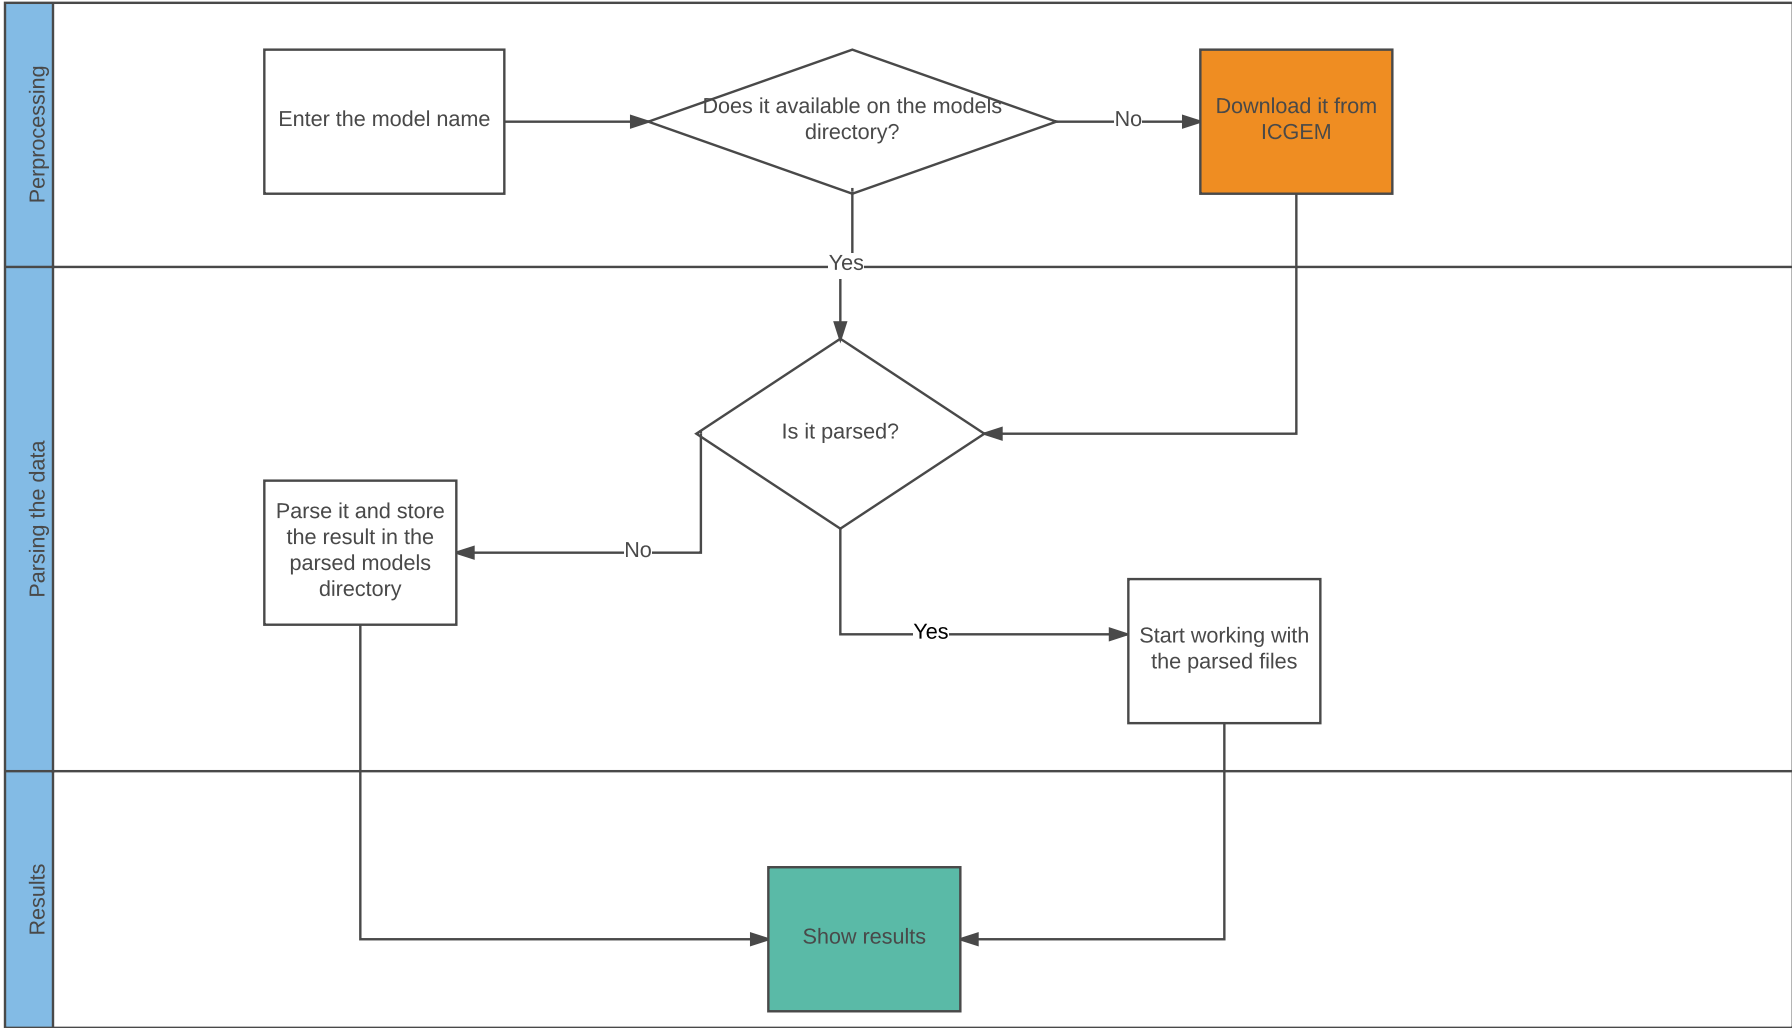 Perprocessing
Enter the model name
Does it available on the models
directory?
No
Download it from
ICGEM
Yes
Parsing the data
Is it parsed?
Parse it and store
the result in the
parsed models
directory
No
Yes
Start working with
the parsed files
Results
Show results